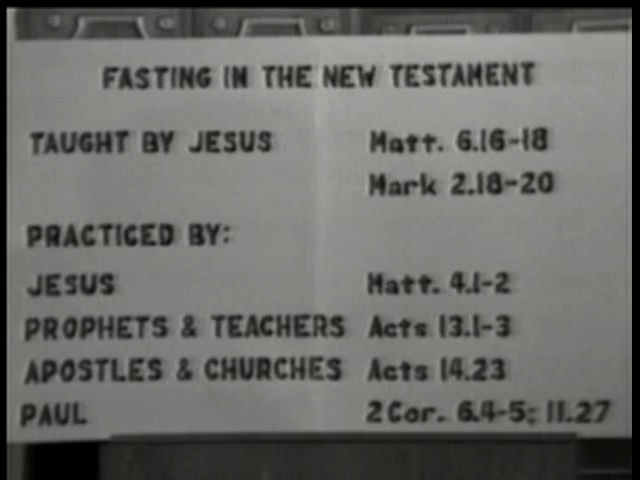 FASTING IN THE NEW TESTAMENT
TAUGHT BY JESUS Matt. 6.16-18
Mark 2.18-20
PRACTICED BY:
JESUS Matt. 4.1-2
PROPHETS & TEACHERS Acts 13.1-3
APOSTLES & CHURCHES Acts 14.23
PAUL 2 Cor. 6.4-5; 11.27